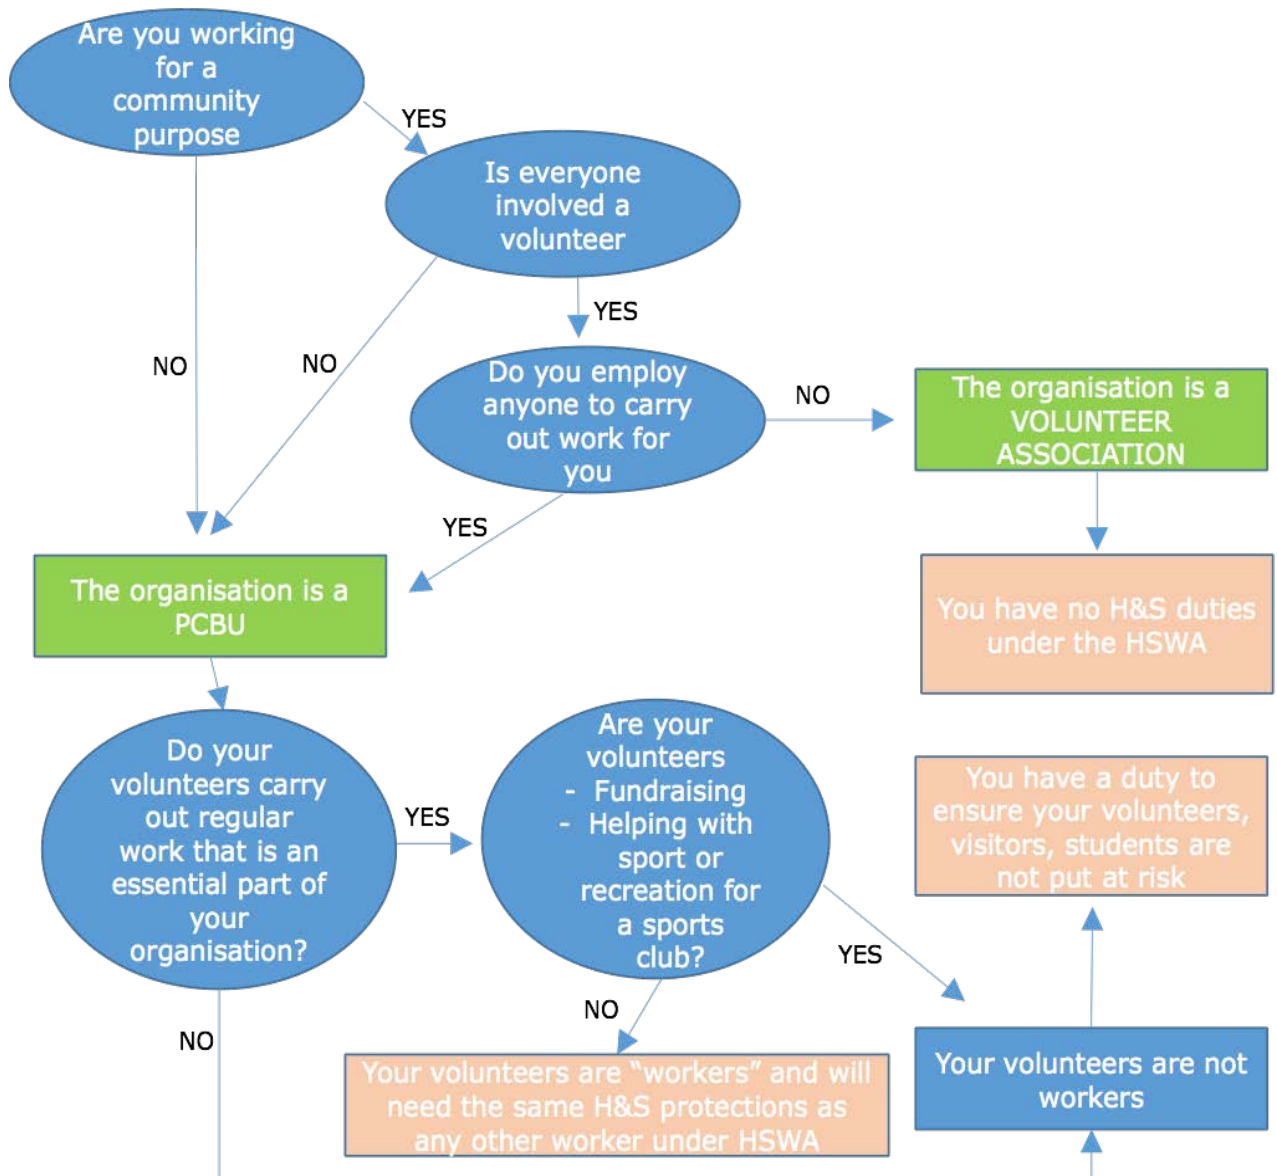 Are you working
for a
community
purpose
YES
Is everyone
involved a
volunteer
YES
NO
NO
Do you employ
anyone to carry
out work for
you
NO
The organisation is a
VOLUNTEER
ASSOCIATION
YES
The organisation is a
PCBU
You have no H&S duties
under the HSWA
Do your
volunteers carry
out regular
work that is an
essential part of
your
organisation?
YES
Are your
volunteers
- Fundraising
- Helping with
sport or
recreation for
a sports
club?
You have a duty to
ensure your volunteers,
visitors, students are
not put at risk
YES
NO
NO
Your volunteers are “workers” and will
need the same H&S protections as
any other worker under HSWA
Your volunteers are not
workers